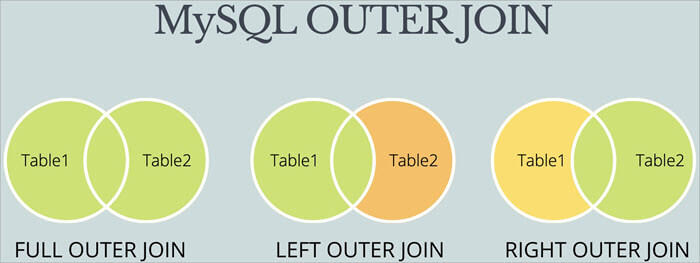 MySQL OUTER JOIN
Table1 Table2 Table1 Table2 Table1 Table2
FULL OUTER JOIN LEFT OUTER JOIN RIGHT OUTER JOIN